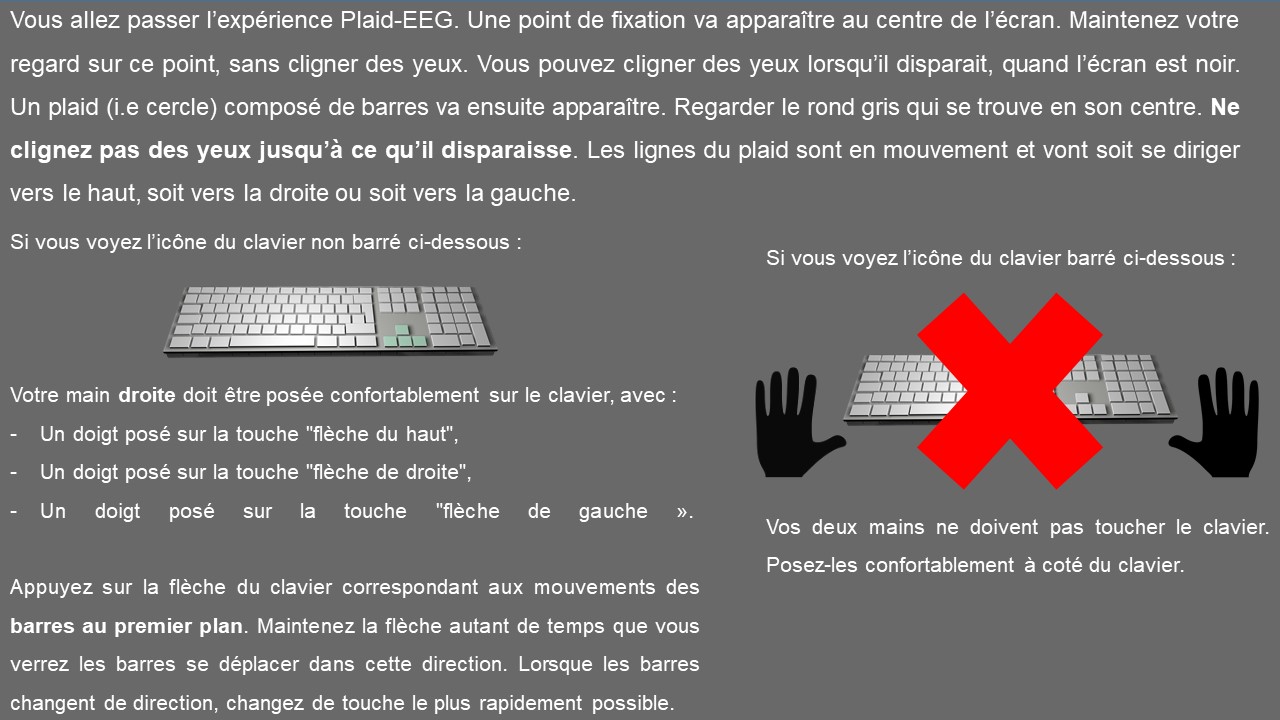 Vous allez passer l’expérience Plaid-EEG. Une point de fixation va apparaître au centre de l’écran. Maintenez votre
regard sur ce point, sans cligner des yeux. Vous pouvez cligner des yeux lorsqu’il disparait, quand l’écran est noir.
Un plaid (i.e cercle) composé de barres va ensuite apparaître. Regarder le rond gris qui se trouve en son centre. Ne
clignez pas des yeux jusqu’à ce qu’il disparaisse. Les lignes du plaid sont en mouvement et vont soit se diriger
vers le haut, soit vers la droite ou soit vers la gauche.
Si vous voyez l’icône du clavier non barré ci-dessous :
Votre main droite doit être posée confortablement sur le clavier, avec :
- Un doigt posé sur la touche "flèche du haut",
- Un doigt posé sur la touche "flèche de droite",
- Un doigt posé sur la touche "flèche de gauche ».
Appuyez sur la flèche du clavier correspondant aux mouvements des
barres au premier plan. Maintenez la flèche autant de temps que vous
verrez les barres se déplacer dans cette direction. Lorsque les barres
changent de direction, changez de touche le plus rapidement possible.
Si vous voyez l’icône du clavier barré ci-dessous :
Vos deux mains ne doivent pas toucher le clavier.
Posez-les confortablement à coté du clavier.